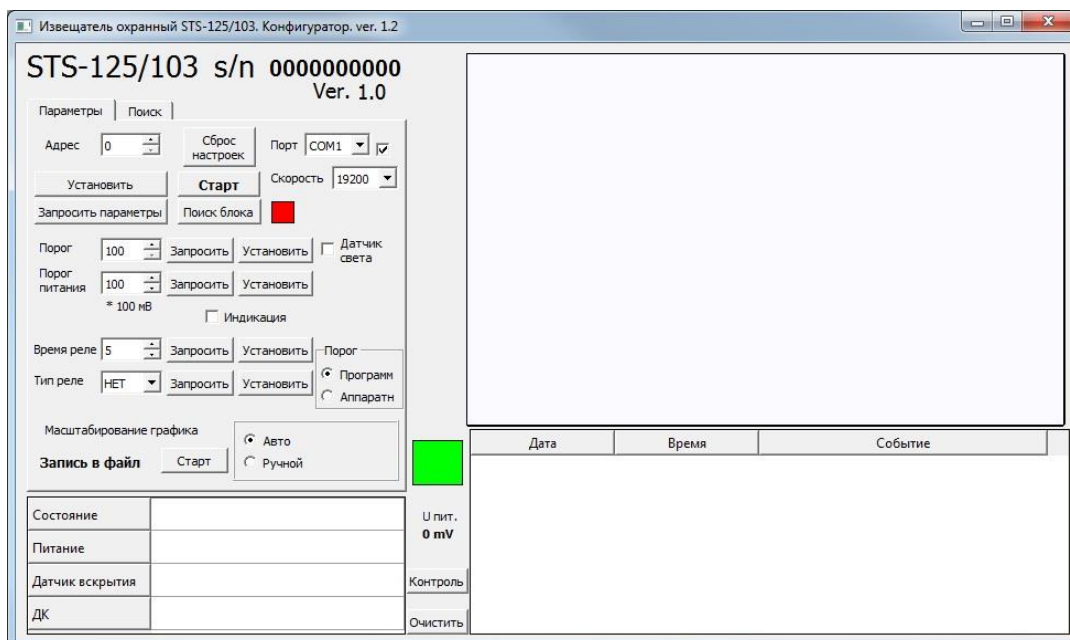 Извещатель охранный STS-125/103. Конфигуратор. ver. 1.2
STS-125/103 s/n 0000000000
Ver. 1.0
Параметры Поиск
Адрес 0 Сброс настроек Порт COM1
Установить Старт Скорость 19200
Запросить параметры Поиск блока
Порог 100 Запросить Установить Датчик света
Порог питания 100 Запросить Установить
* 100 мВ
Индикация
Время реле 5 Запросить Установить Порог
Тип реле НЕТ Запросить Установить Программ
Аппаратн
Масштабирование графика Авто
Запись в файл Старт Ручной
Состояние
Питание
Датчик вскрытия
ДК
U пит.
0 mV
Контроль
Очистить
Дата Время Событие